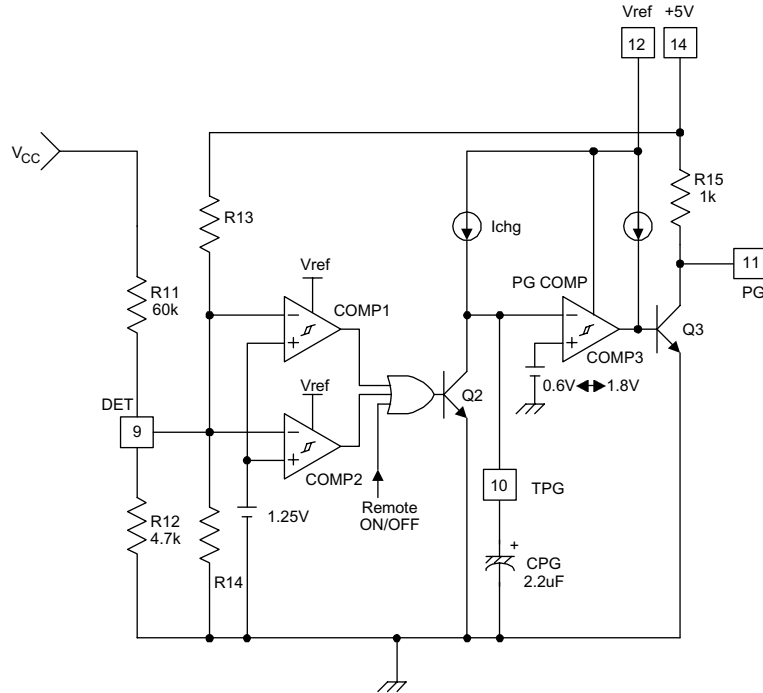 Vref
+5V
12
14
VCC
R15
1k
R13
Ichg
Vref
PG COMP
11
PG
R11
60k
COMP1
−
+
−
+
Q3
COMP3
Vref
0.6V
1.8V
DET
Q2
9
−
+
COMP2
10
TPG
Remote
ON/OFF
R12
4.7k
1.25V
+
CPG
2.2uF
R14